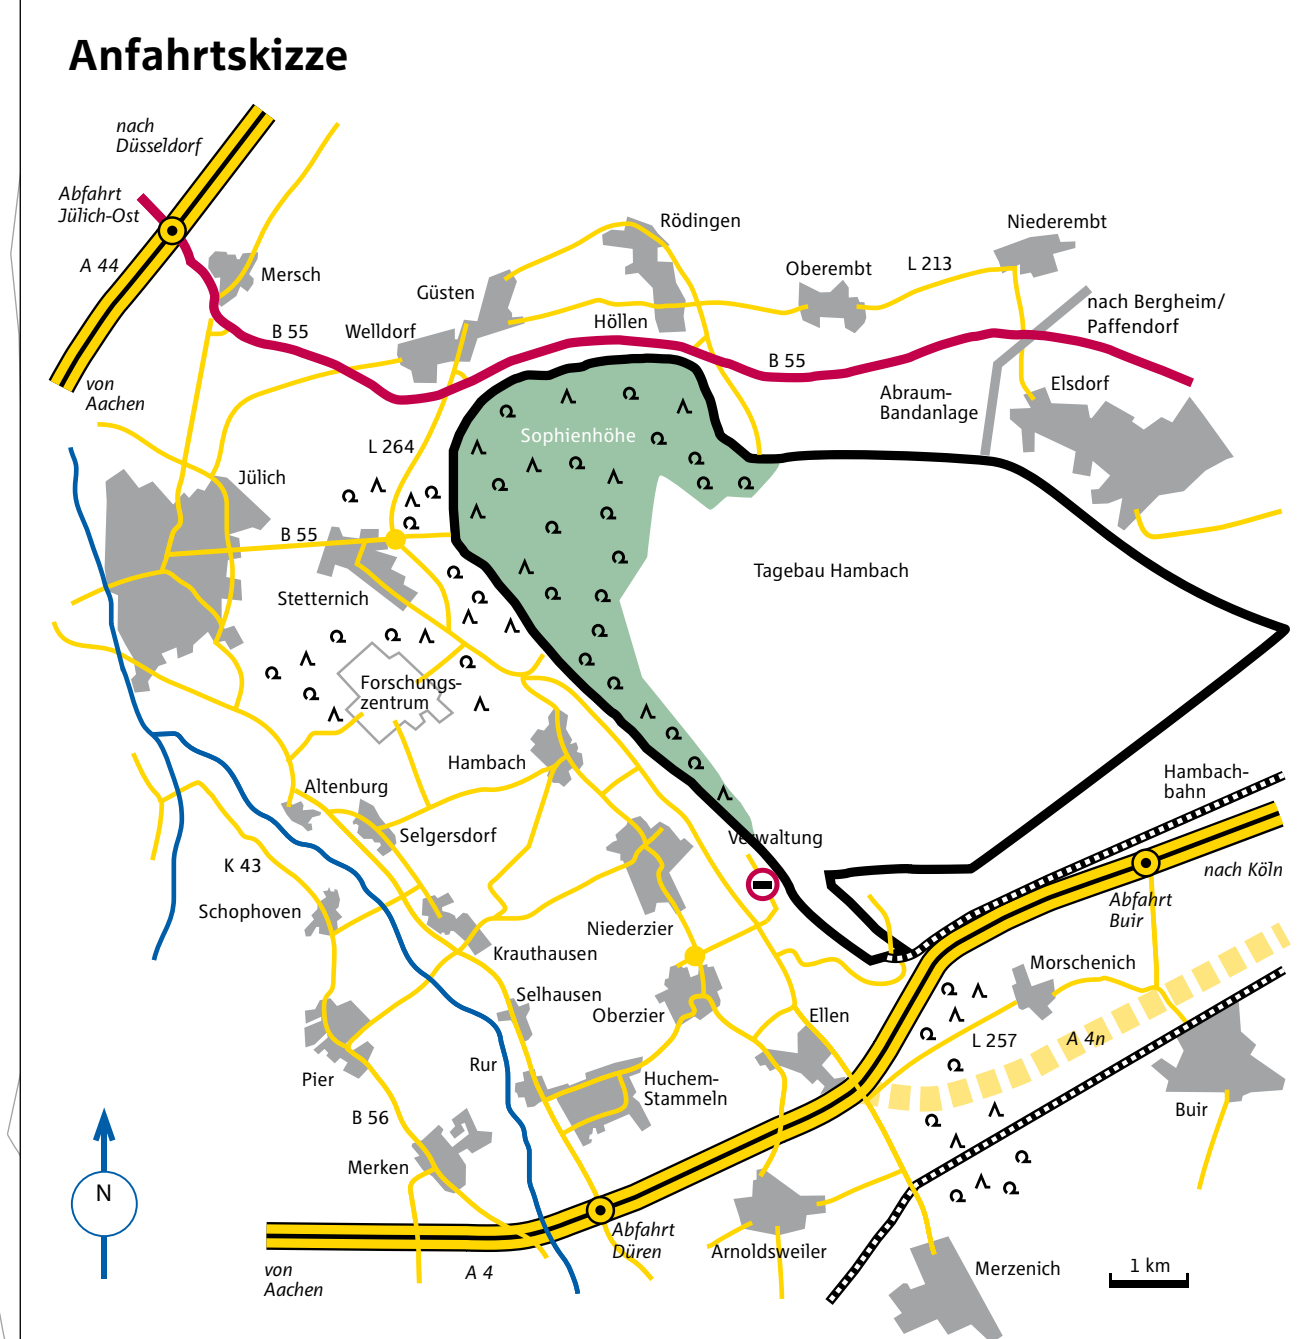 Anfahrtskizze
nach
Düsseldorf
Abfahrt
Jülich-Ost
A 44
Mersch
von
Aachen
B 55
Welldorf
Güsten
Höllen
Rödingen
Oberembt
L 213
Niederembt
nach Bergheim/
Paffendorf
B 55
Abraum-
Bandanlage
Elsdorf
Sophienhöhe
L 264
Jülich
B 55
Stetternich
Tagebau Hambach
Forschungs-
zentrum
Hambach
Altenburg
Selgersdorf
Verwaltung
Hambach-
bahn
nach Köln
Abfahrt
Buir
K 43
Schophoven
Niederzier
Krauthausen
Selhausen
Oberzier
Ellen
Morschenich
L 257
A 4n
Pier
Rur
Huchem-
Stammeln
B 56
Buir
Merken
N
Abfahrt
Düren
Arnoldsweiler
Merzenich
1 km
von
Aachen
A 4